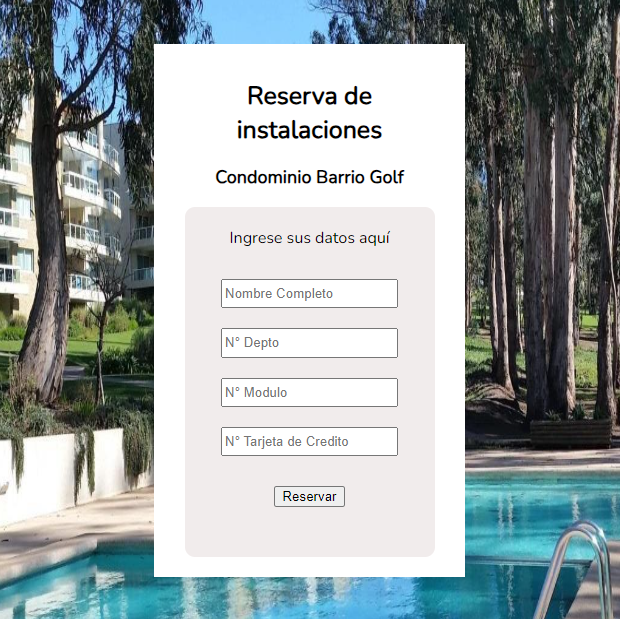 Reserva de
instalaciones
Condominio Barrio Golf
Ingrese sus datos aquí
Nombre Completo
N° Depto
N° Modulo
N° Tarjeta de Credito
Reservar